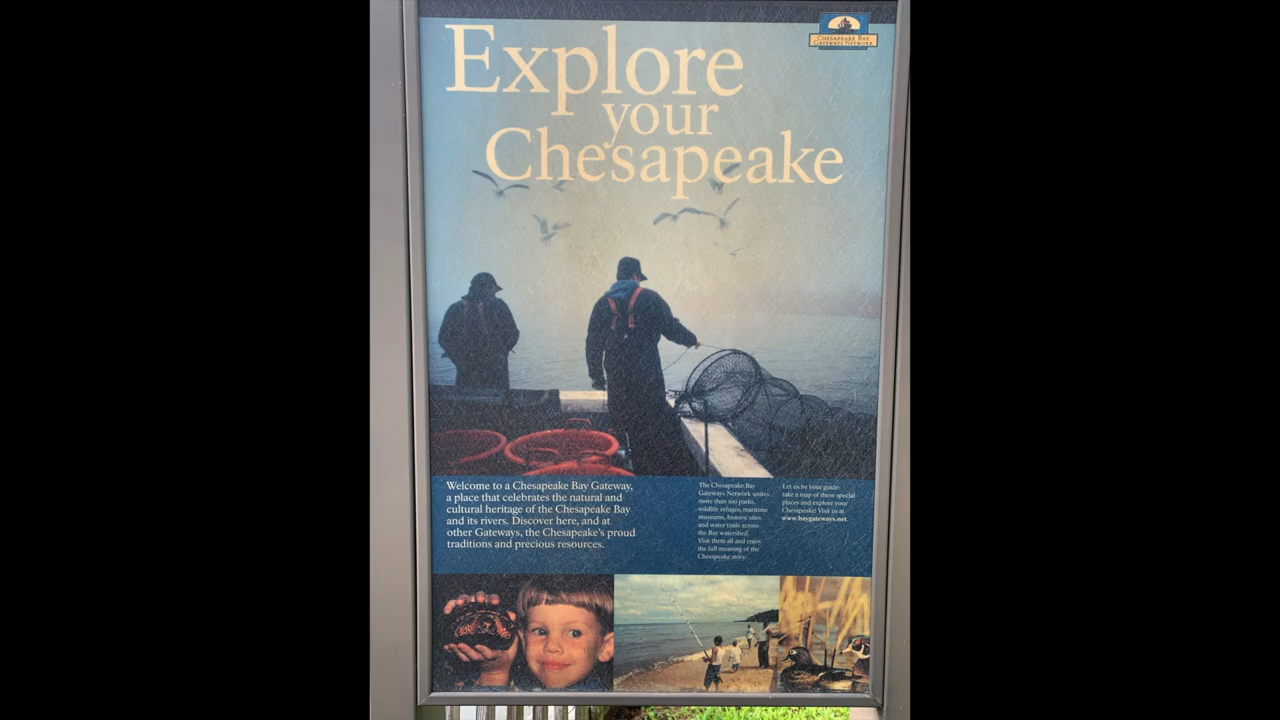 CHESAPEAKE BAY
GATEWAYS NETWORK
Explore
your
Chesapeake
Welcome to a Chesapeake Bay Gateway,
a place that celebrates the natural and
cultural heritage of the Chesapeake Bay
and its rivers. Discover here, and at
other Gateways, the Chesapeake's proud
traditions and precious resources.
The Chesapeake Bay
Gateways Network unites
more than 100 parks,
wildlife refuges, maritime
museums, historic sites
and water trails across
the Bay watershed.
Visit them all and enjoy
the full meaning of the
Chesapeake story.
Let us be your guide:
take a map of these special
places and explore your
Chesapeake! Visit us at
www.baygateways.net.